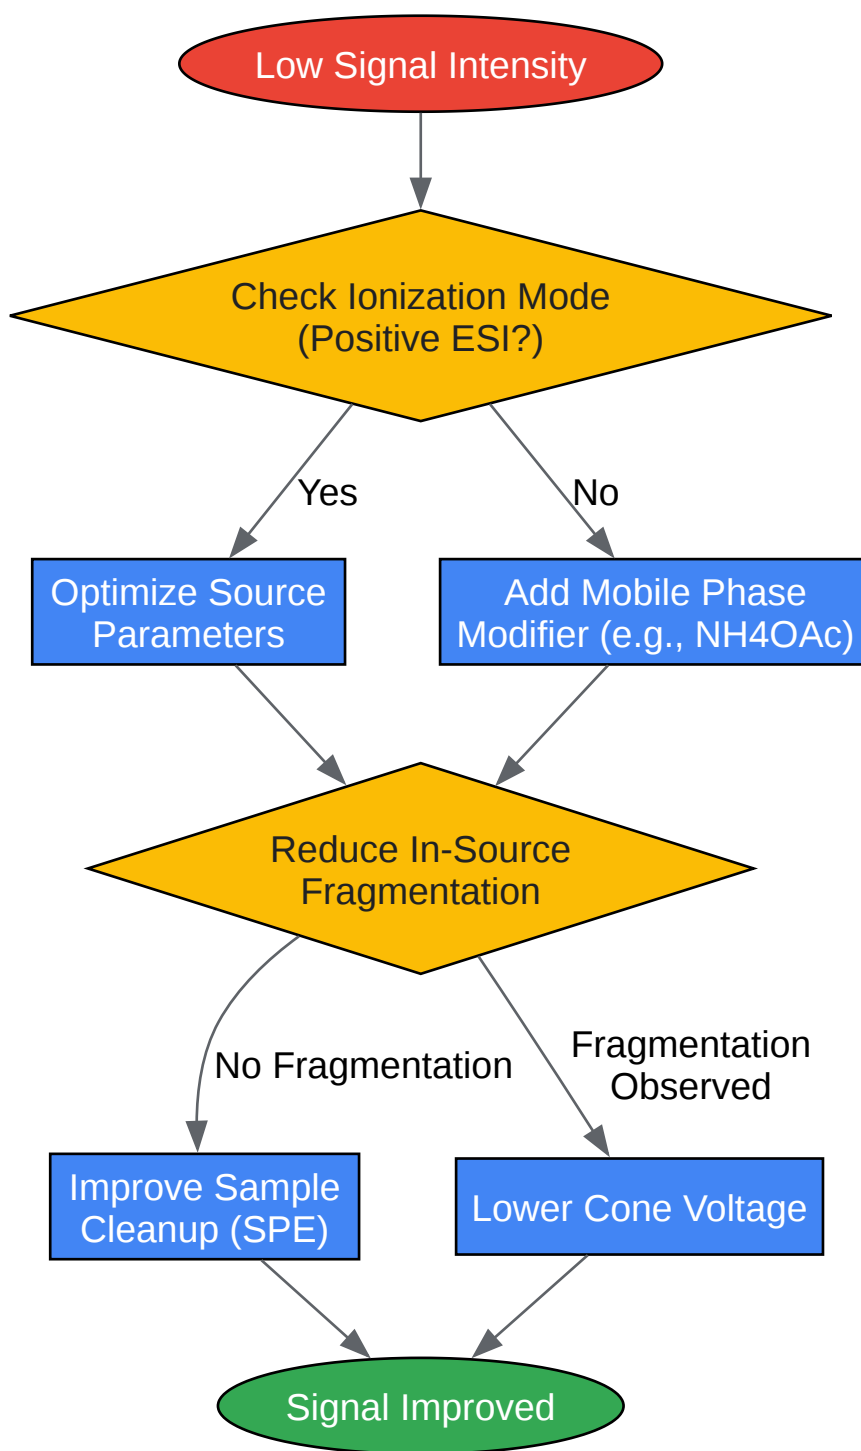 Low Signal Intensity
Check Ionization Mode
(Positive ESI?)
Yes
No
Optimize Source
Parameters
Add Mobile Phase
Modifier (e.g., NH4OAc)
Reduce In-Source
Fragmentation
No Fragmentation
Fragmentation
Observed
Improve Sample
Cleanup (SPE)
Lower Cone Voltage
Signal Improved